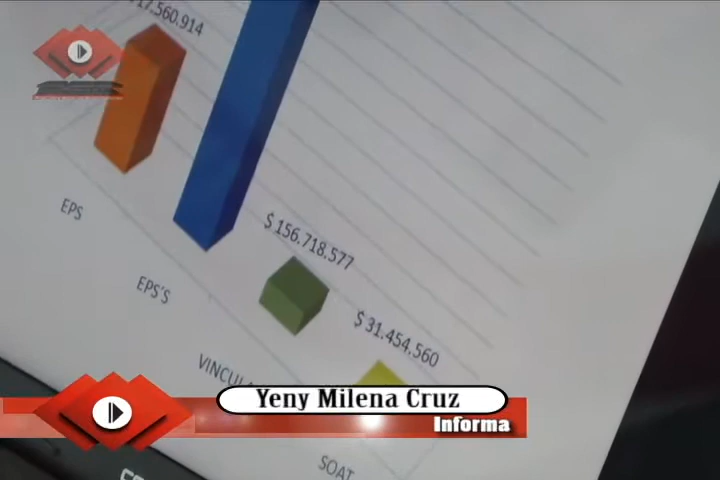 17.560.914
EPS
EPS'S
$ 156.718.577
$ 31.454.560
SOAT
Yeny Milena Cruz
Informa